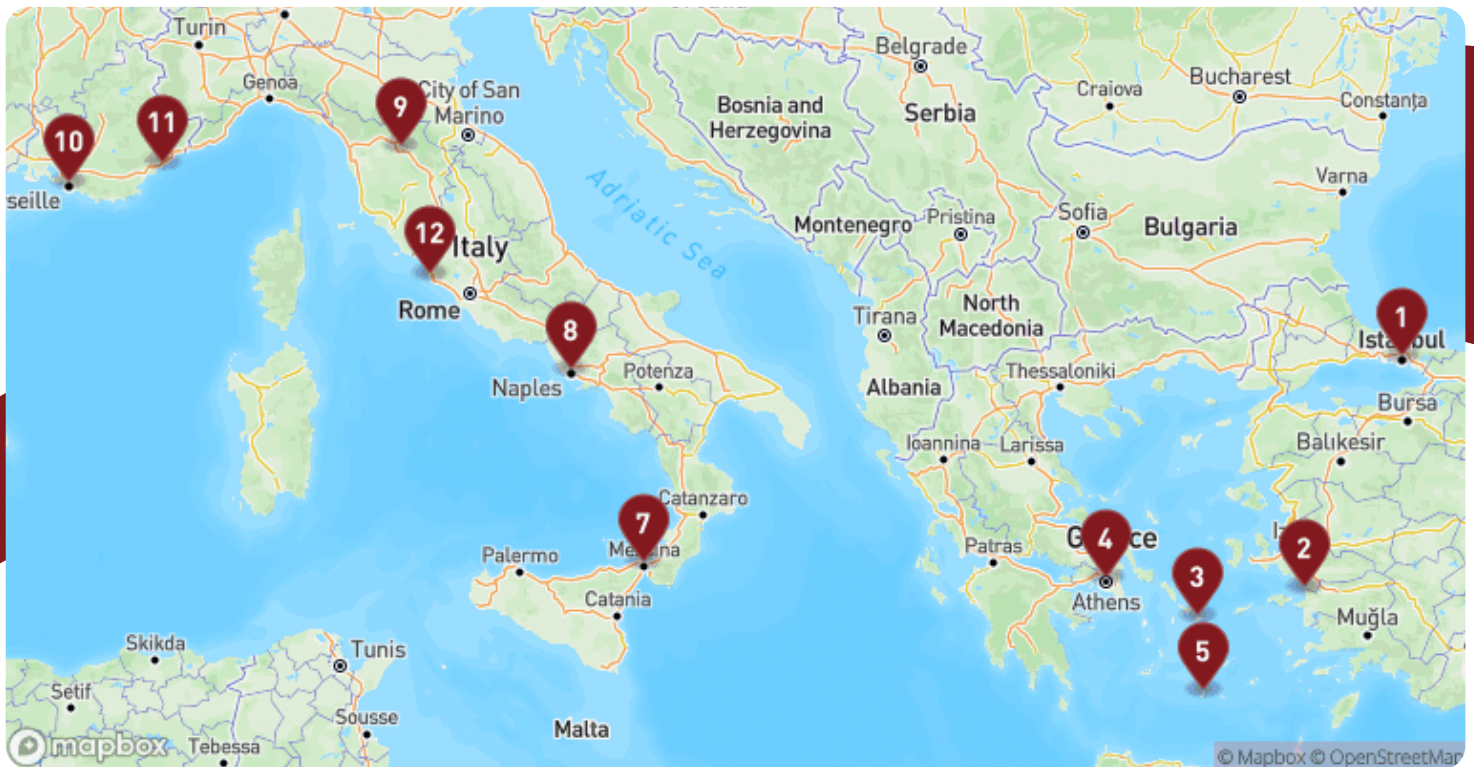 Turin
Genoa
City of San
Marino
Belgrade
Bosnia and
Herzegovina
Serbia
Craiova
Bucharest
Constanța
9
11
10
seille
Adriatic Sea
Varna
12
Italy
Montenegro
Pristina
Sofia
Bulgaria
Rome
North
Macedonia
Tirana
1
8
Naples
Potenza
Albania
Thessaloniki
Bursa
Ioannina
Larissa
Balıkesir
Catanzaro
7
Palermo
Catania
Patras
4
Athens
3
2
5
Muğla
Skikda
Tunis
Setif
Sousse
Malta
Tebessa
mapbox
© Mapbox © OpenStreetMap